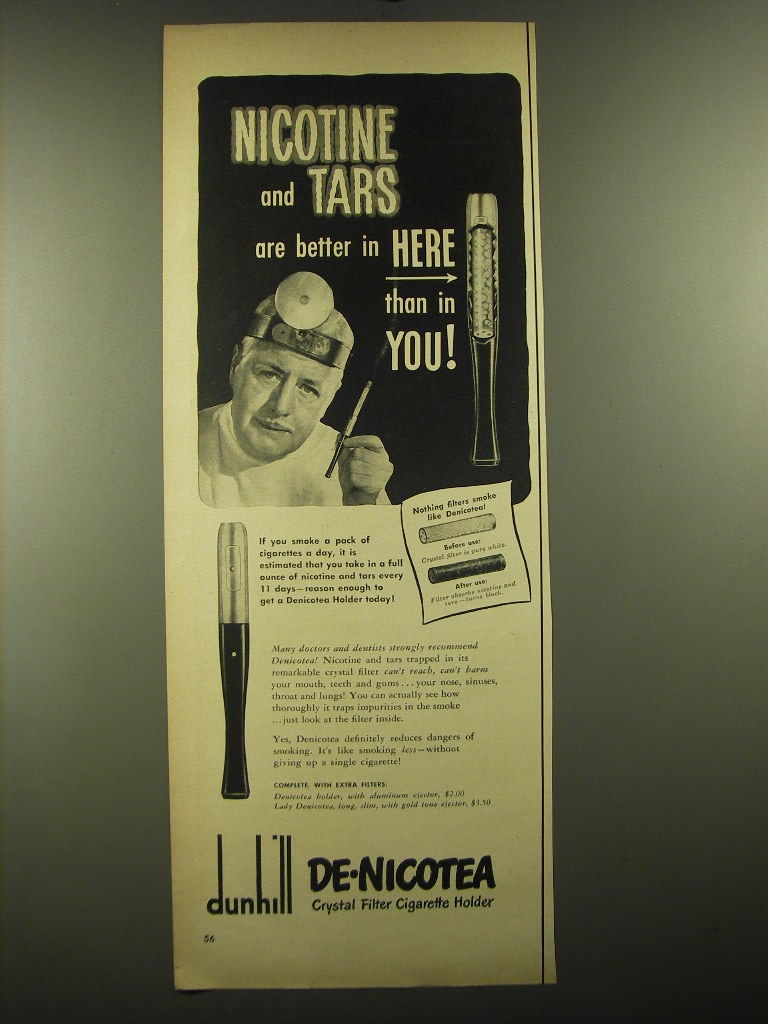 NICOTINE
and TARS
are better in HERE
than in
YOU!
Nothing filters smoke
like Denicotea!
Before use:
Crystal filter is pure white.
After use:
Filter absorbs nicotine and
tars—turns black.
If you smoke a pack of
cigarettes a day, it is
estimated that you take in a full
ounce of nicotine and tars every
11 days—reason enough to
get a Denicotea Holder today!
Many doctors and dentists strongly recommend
Denicotea! Nicotine and tars trapped in its
remarkable crystal filter can't reach, can't harm
your mouth, teeth and gums...your nose, sinuses,
throat and lungs! You can actually see how
thoroughly it traps impurities in the smoke
...just look at the filter inside.
Yes, Denicotea definitely reduces dangers of
smoking. It's like smoking less—without
giving up a single cigarette!
COMPLETE, WITH EXTRA FILTERS:
Denicotea holder, with aluminum ejector, $2.00
Lady Denicotea, long, slim, with gold tone ejector, $3.50
dunhill
DE·NICOTEA
Crystal Filter Cigarette Holder
56